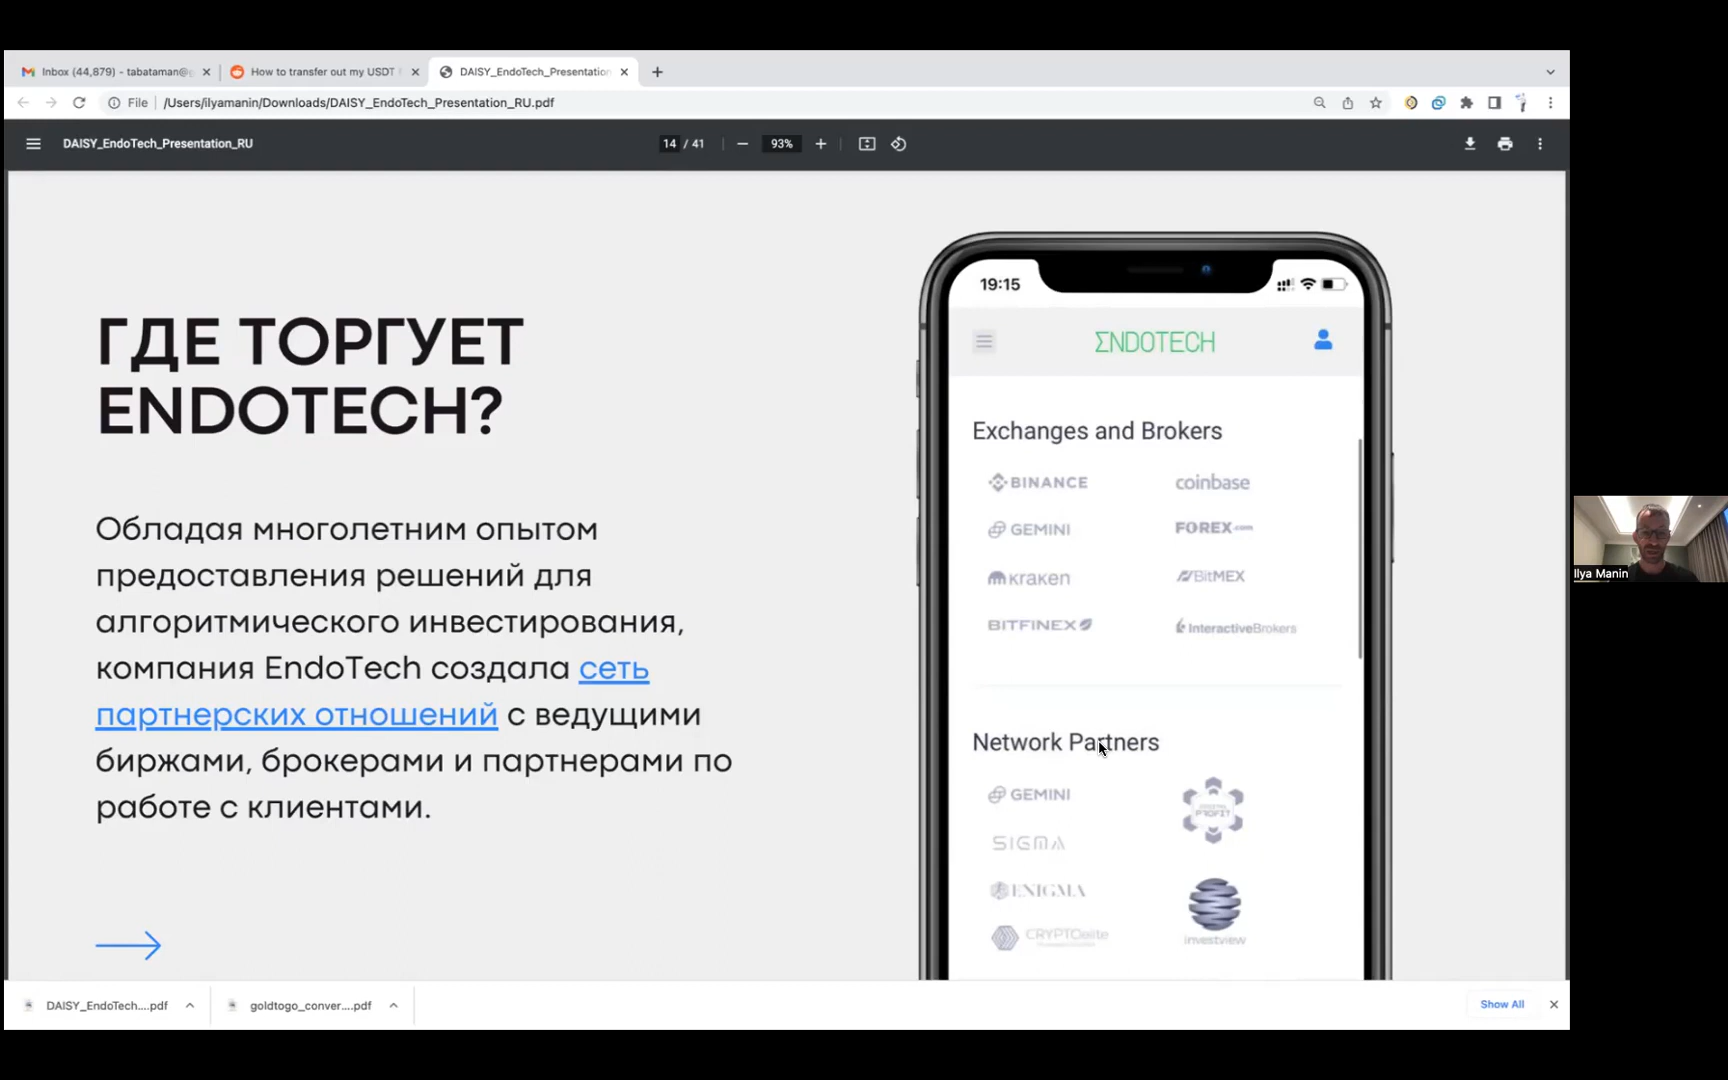 Inbox (44,879) - tabataman@
How to transfer out my USDT
DAISY_EndoTech_Presentation
File
/Users/ilyamanin/Downloads/DAISY_EndoTech_Presentation_RU.pdf
DAISY_EndoTech_Presentation_RU
14 / 41
93%
ГДЕ ТОРГУЕТ
ENDOTECH?
Обладая многолетним опытом
предоставления решений для
алгоритмического инвестирования,
компания EndoTech создала сеть
партнерских отношений с ведущими
биржами, брокерами и партнерами по
работе с клиентами.
19:15
ΣNDOTECH
Exchanges and Brokers
BINANCE
coinbase
GEMINI
FOREX.com
kraken
BitMEX
BITFINEX
InteractiveBrokers
Network Partners
GEMINI
PROFIT
SIGMA
ENIGMA
CRYPTOelite
investview
Ilya Manin
DAISY_EndoTech....pdf
goldtogo_conver....pdf
Show All